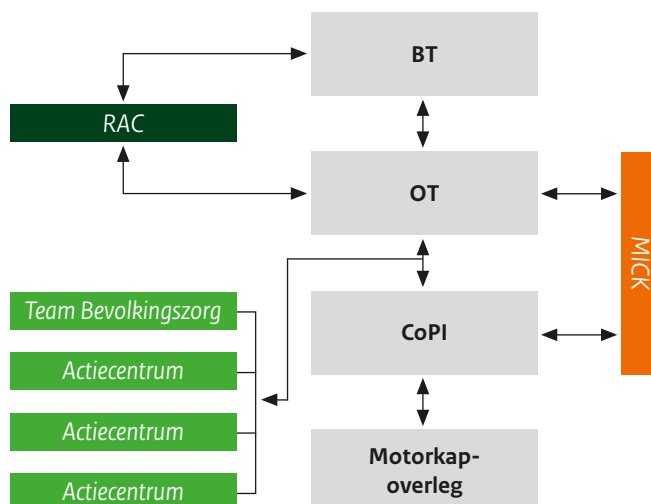 BT
RAC
OT
MICK
Team Bevolkingszorg
CoPI
Actiecentrum
Actiecentrum
Motorkap-
overleg
Actiecentrum